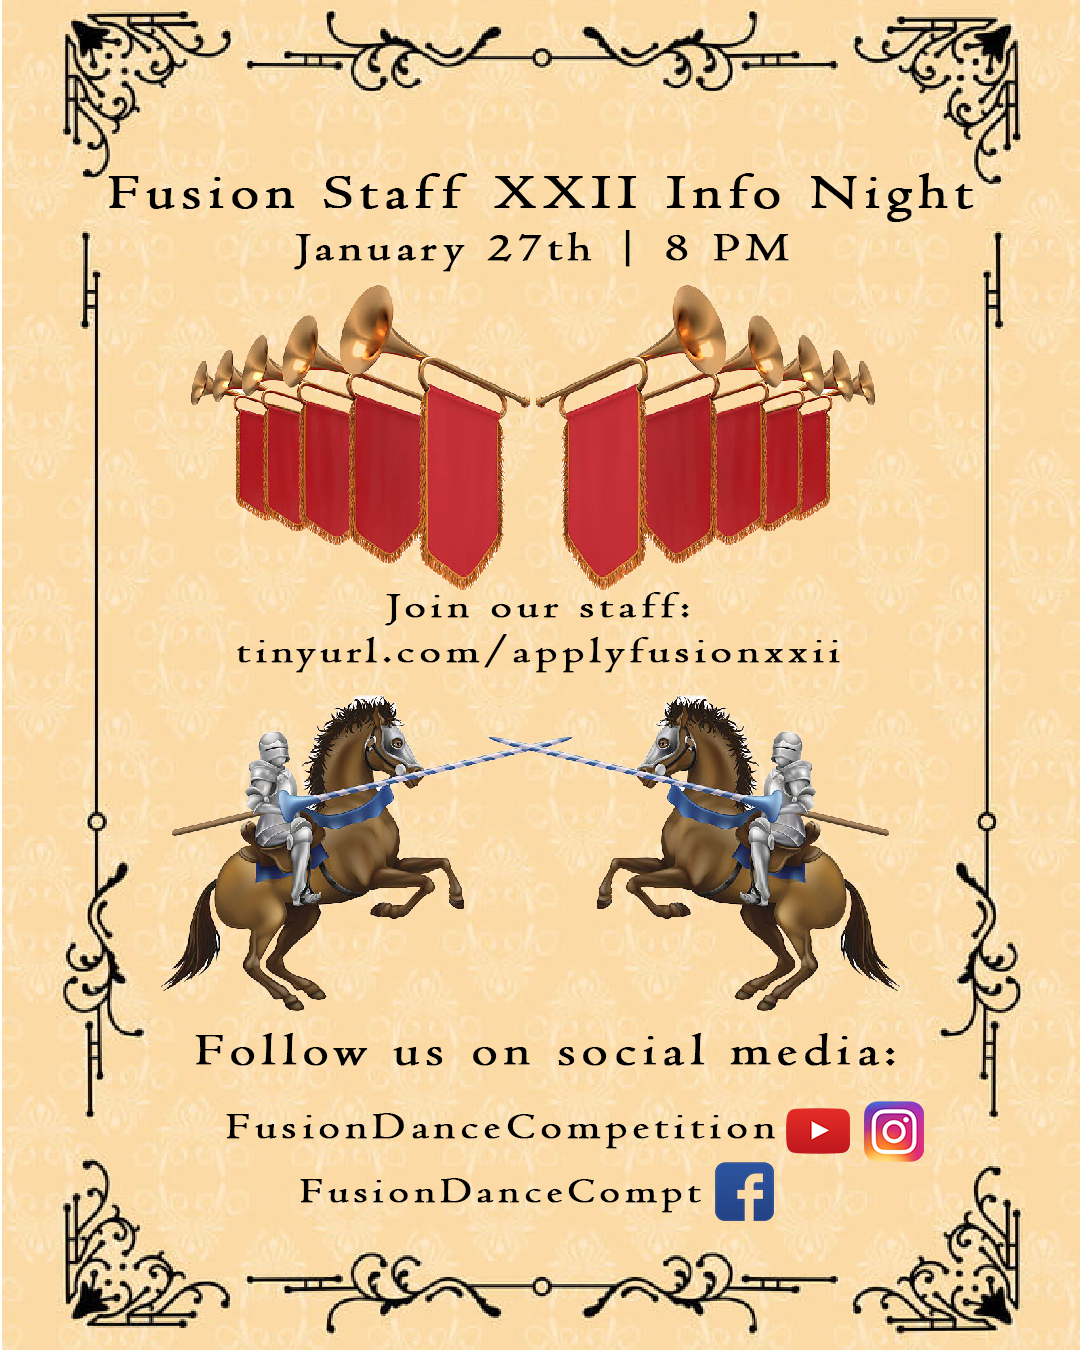 Fusion Staff XXII Info Night
January 27th | 8 PM
Join our staff:
tinyurl.com/applyfusionxxii
Follow us on social media:
FusionDanceCompetition
FusionDanceCompt